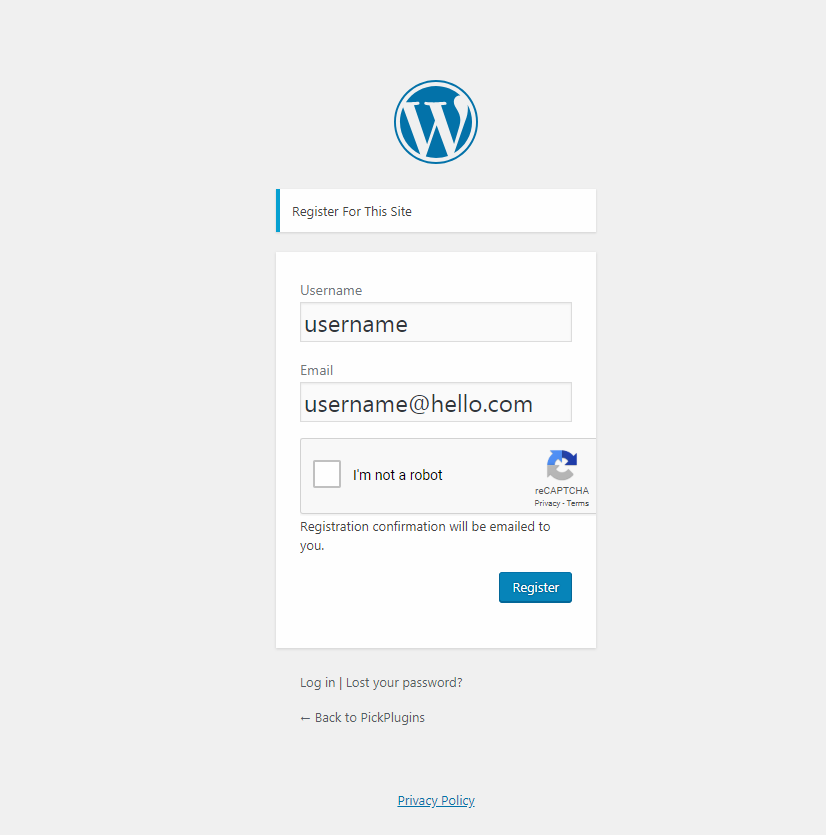 Register For This Site
Username
username
Email
username@hello.com
I'm not a robot
reCAPTCHA
Privacy - Terms
Registration confirmation will be emailed to
you.
Register
Log in | Lost your password?
← Back to PickPlugins
Privacy Policy